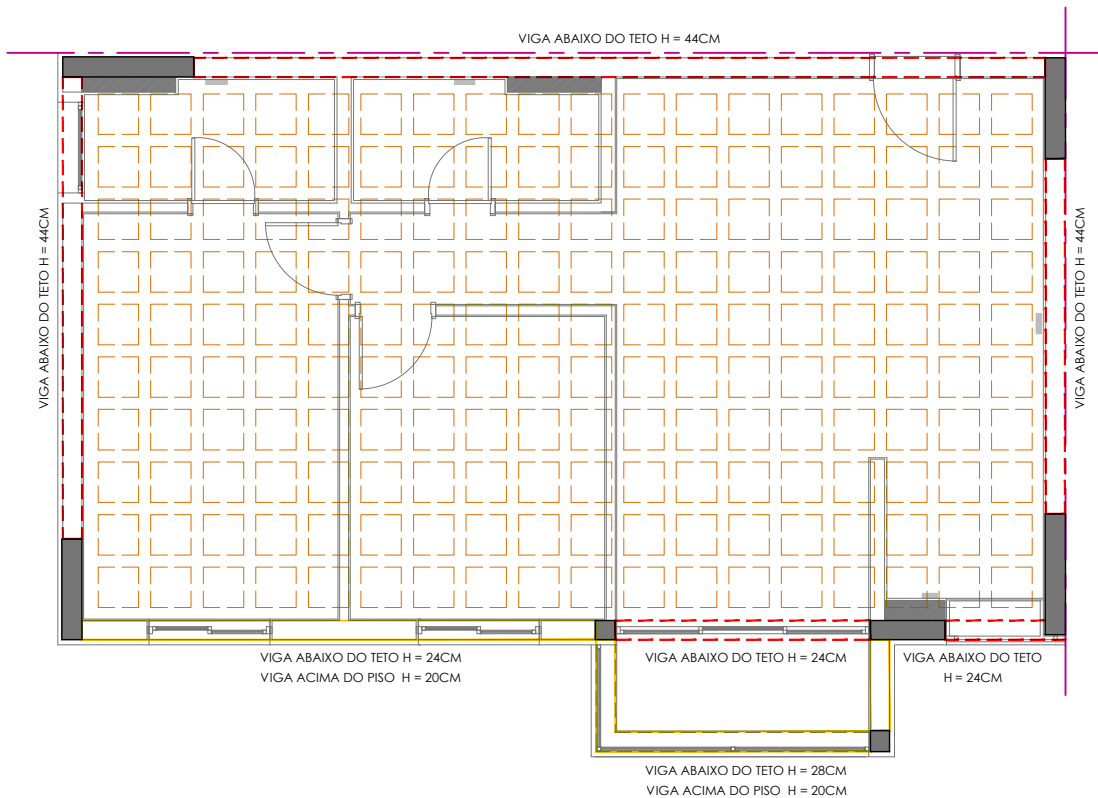 VIGA ABAIXO DO TETO H = 44CM
VIGA ABAIXO DO TETO H = 44CM
VIGA ABAIXO DO TETO H = 44CM
VIGA ABAIXO DO TETO H = 24CM
VIGA ACIMA DO PISO H = 20CM
VIGA ABAIXO DO TETO H = 24CM
VIGA ABAIXO DO TETO
H = 24CM
VIGA ABAIXO DO TETO H = 28CM
VIGA ACIMA DO PISO H = 20CM